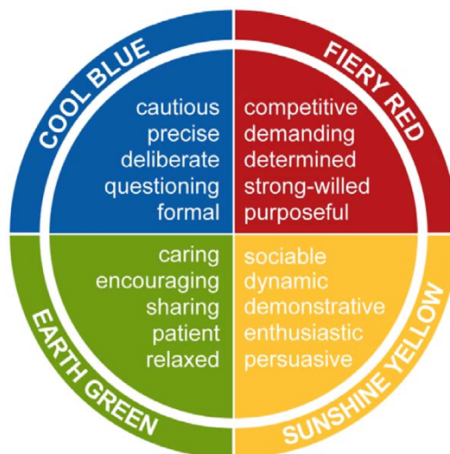 COOL BLUE
cautious
precise
deliberate
questioning
formal
FIERY RED
competitive
demanding
determined
strong-willed
purposeful
EARTH GREEN
caring
encouraging
sharing
patient
relaxed
SUNSHINE YELLOW
sociable
dynamic
demonstrative
enthusiastic
persuasive